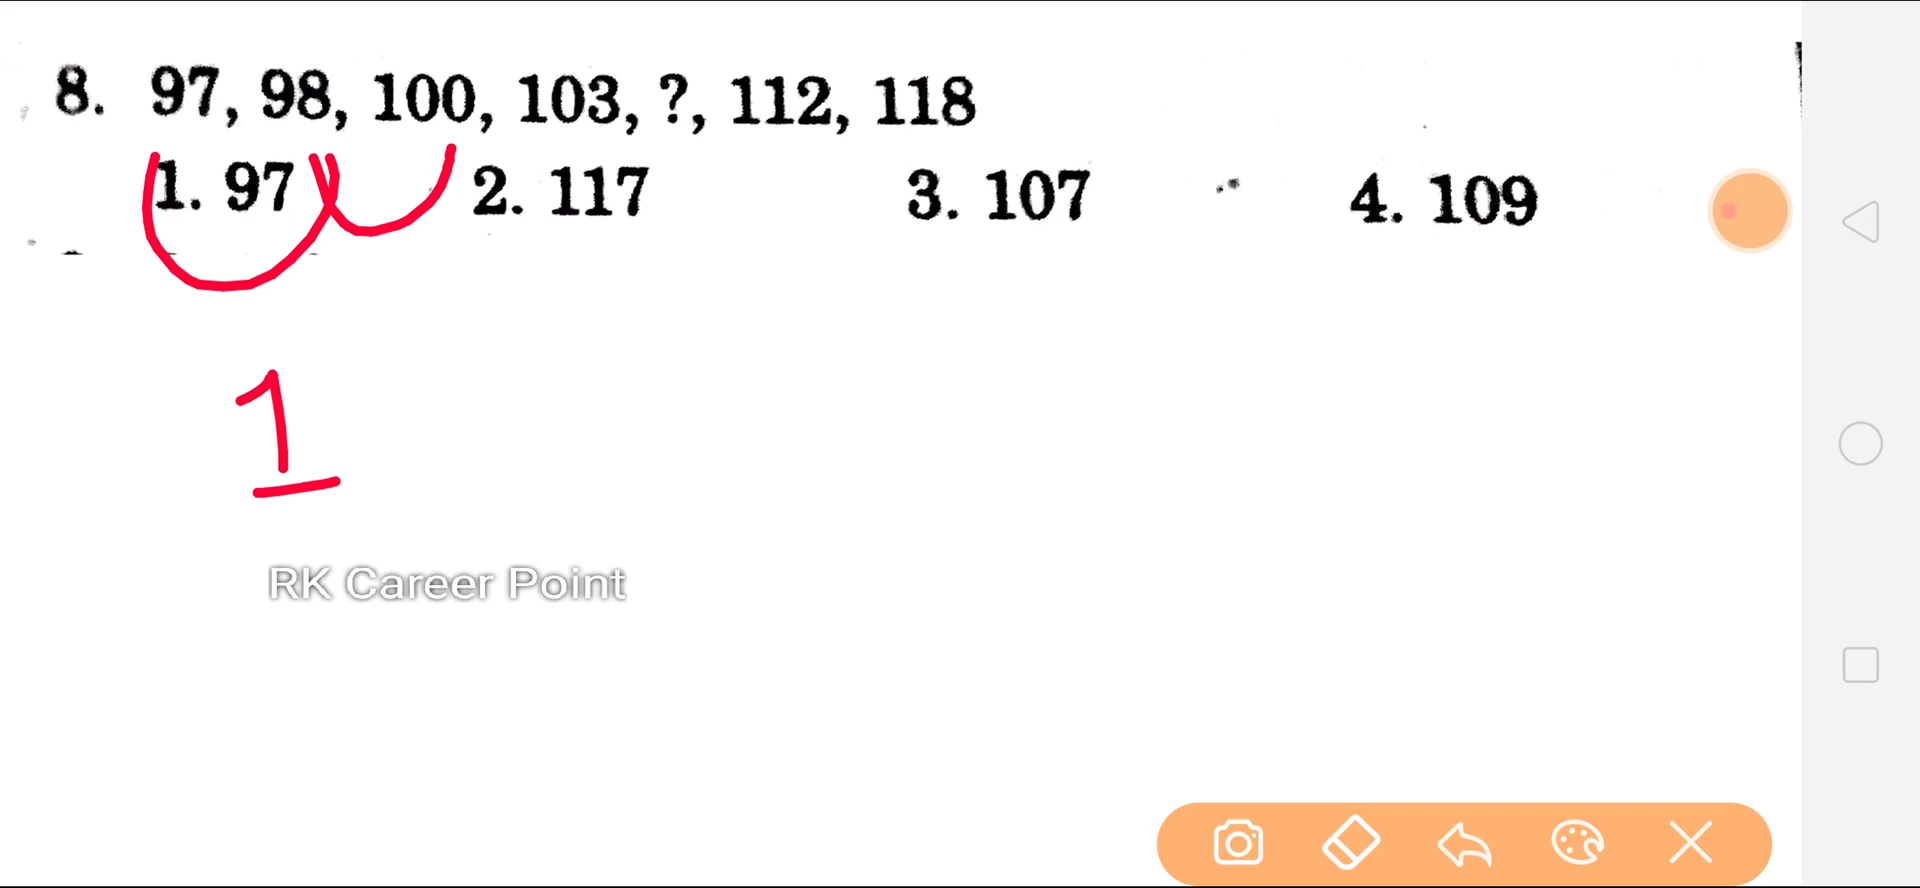 8. 97, 98, 100, 103, ?, 112, 118
1. 97 2. 117 3. 107 4. 109
1
RK Career Point